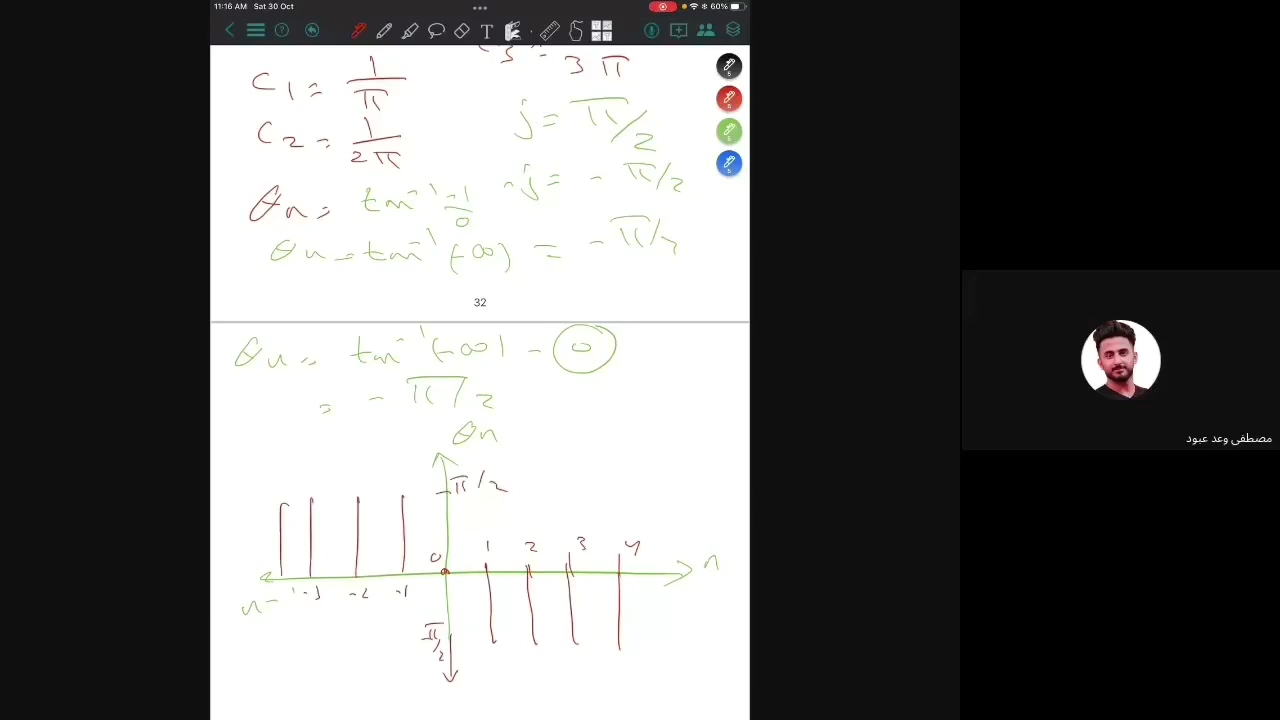 11:16 AM Sat 30 Oct
60%
T
C1 = 1/π
3π
C2 = 1/2π
j = π/2
-j = - π/2
θn = tan⁻¹ -1/0
θn = tan⁻¹(-∞) = - π/2
32
θn = tan⁻¹(-∞) - 0
= - π/2
θn
π/2
0 1 2 3 4 n
-3 -2 -1
π/2
مصطفى وعد عبود